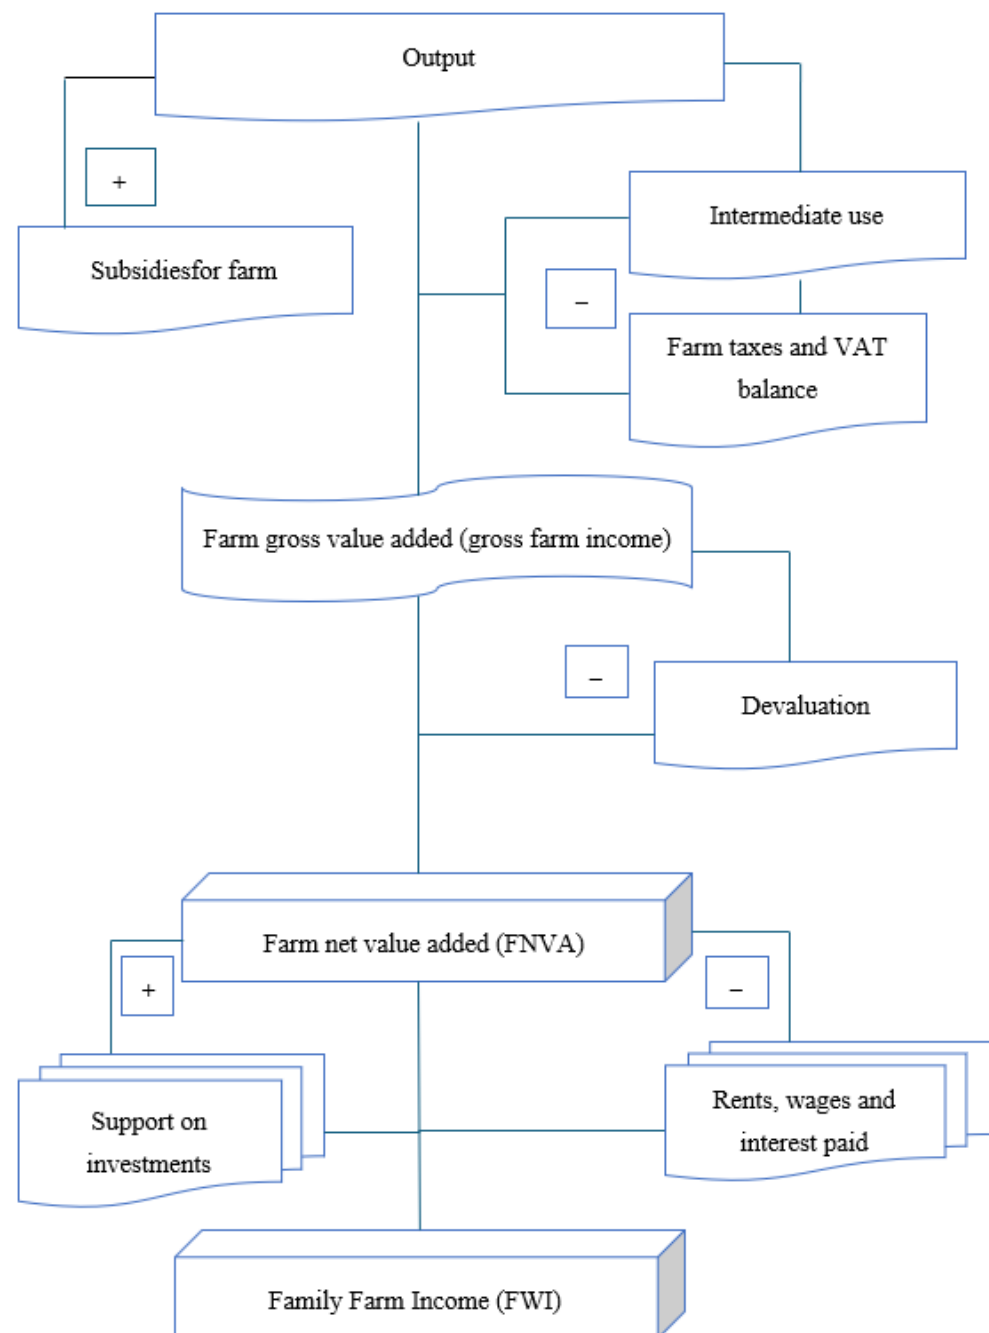 Output
+
Intermediate use
Subsidiesfor farm
–
Farm taxes and VAT
balance
Farm gross value added (gross farm income)
–
Devaluation
Farm net value added (FNVA)
+
–
Support on
investments
Rents, wages and
interest paid
Family Farm Income (FWI)